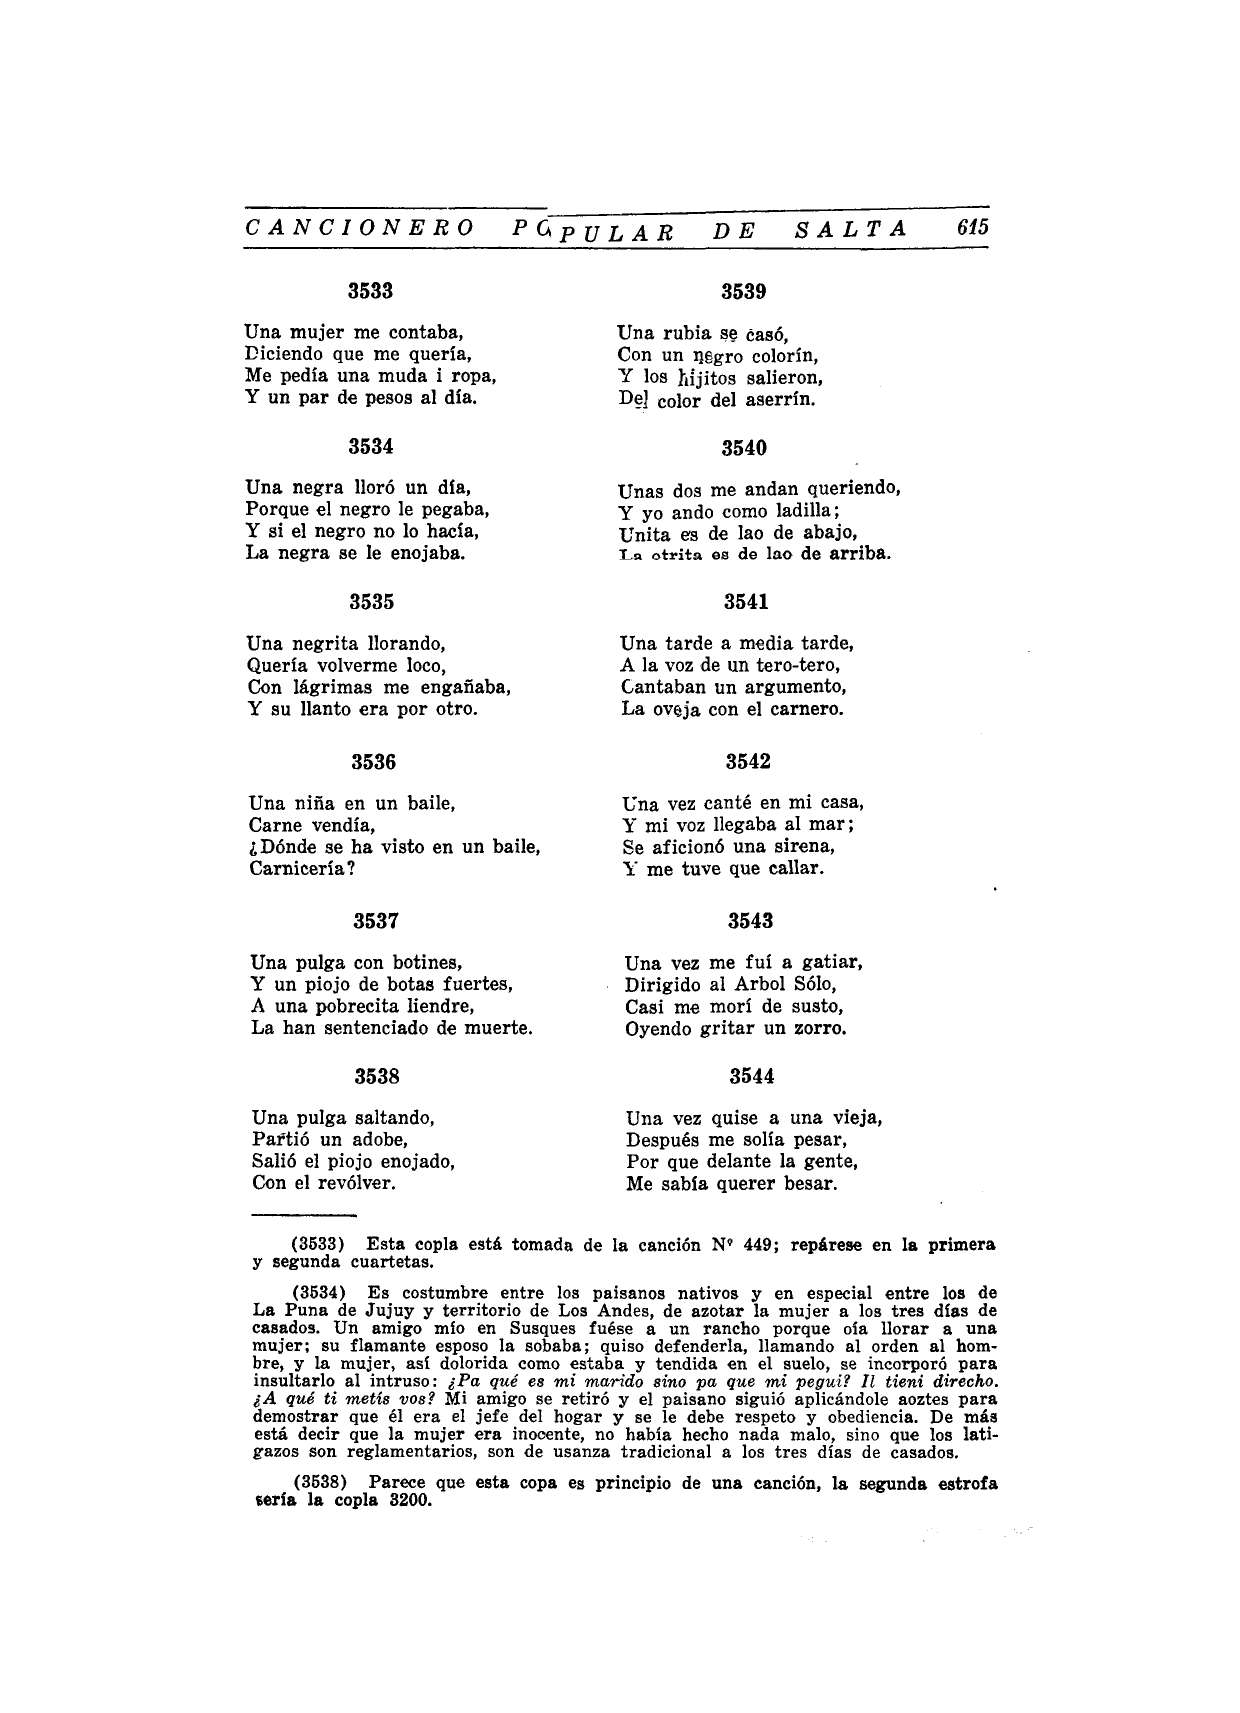 CANCIONERO POPULAR DE SALTA 615
3533
Una mujer me contaba,
Diciendo que me quería,
Me pedía una muda i ropa,
Y un par de pesos al día.
3534
Una negra lloró un día,
Porque el negro le pegaba,
Y si el negro no lo hacía,
La negra se le enojaba.
3535
Una negrita llorando,
Quería volverme loco,
Con lágrimas me engañaba,
Y su llanto era por otro.
3536
Una niña en un baile,
Carne vendía,
¿Dónde se ha visto en un baile,
Carnicería?
3537
Una pulga con botines,
Y un piojo de botas fuertes,
A una pobrecita liendre,
La han sentenciado de muerte.
3538
Una pulga saltando,
Partió un adobe,
Salió el piojo enojado,
Con el revólver.
3539
Una rubia se casó,
Con un negro colorín,
Y los hijitos salieron,
Del color del aserrín.
3540
Unas dos me andan queriendo,
Y yo ando como ladilla;
Unita es de lao de abajo,
La otrita es de lao de arriba.
3541
Una tarde a media tarde,
A la voz de un tero-tero,
Cantaban un argumento,
La oveja con el carnero.
3542
Una vez canté en mi casa,
Y mi voz llegaba al mar;
Se aficionó una sirena,
Y me tuve que callar.
3543
Una vez me fuí a gatiar,
Dirigido al Arbol Sólo,
Casi me morí de susto,
Oyendo gritar un zorro.
3544
Una vez quise a una vieja,
Después me solía pesar,
Por que delante la gente,
Me sabía querer besar.
(3533) Esta copla está tomada de la canción Nº 449; repárese en la primera
y segunda cuartetas.
(3534) Es costumbre entre los paisanos nativos y en especial entre los de
La Puna de Jujuy y territorio de Los Andes, de azotar la mujer a los tres días de
casados. Un amigo mío en Susques fuése a un rancho porque oía llorar a una
mujer; su flamante esposo la sobaba; quiso defenderla, llamando al orden al hom-
bre, y la mujer, así dolorida como estaba y tendida en el suelo, se incorporó para
insultarlo al intruso: ¿Pa qué es mi marido sino pa que mi pegui? Il tieni direcho.
¿A qué ti metís vos? Mi amigo se retiró y el paisano siguió aplicándole aoztes para
demostrar que él era el jefe del hogar y se le debe respeto y obediencia. De más
está decir que la mujer era inocente, no había hecho nada malo, sino que los lati-
gazos son reglamentarios, son de usanza tradicional a los tres días de casados.
(3538) Parece que esta copa es principio de una canción, la segunda estrofa
sería la copla 3200.